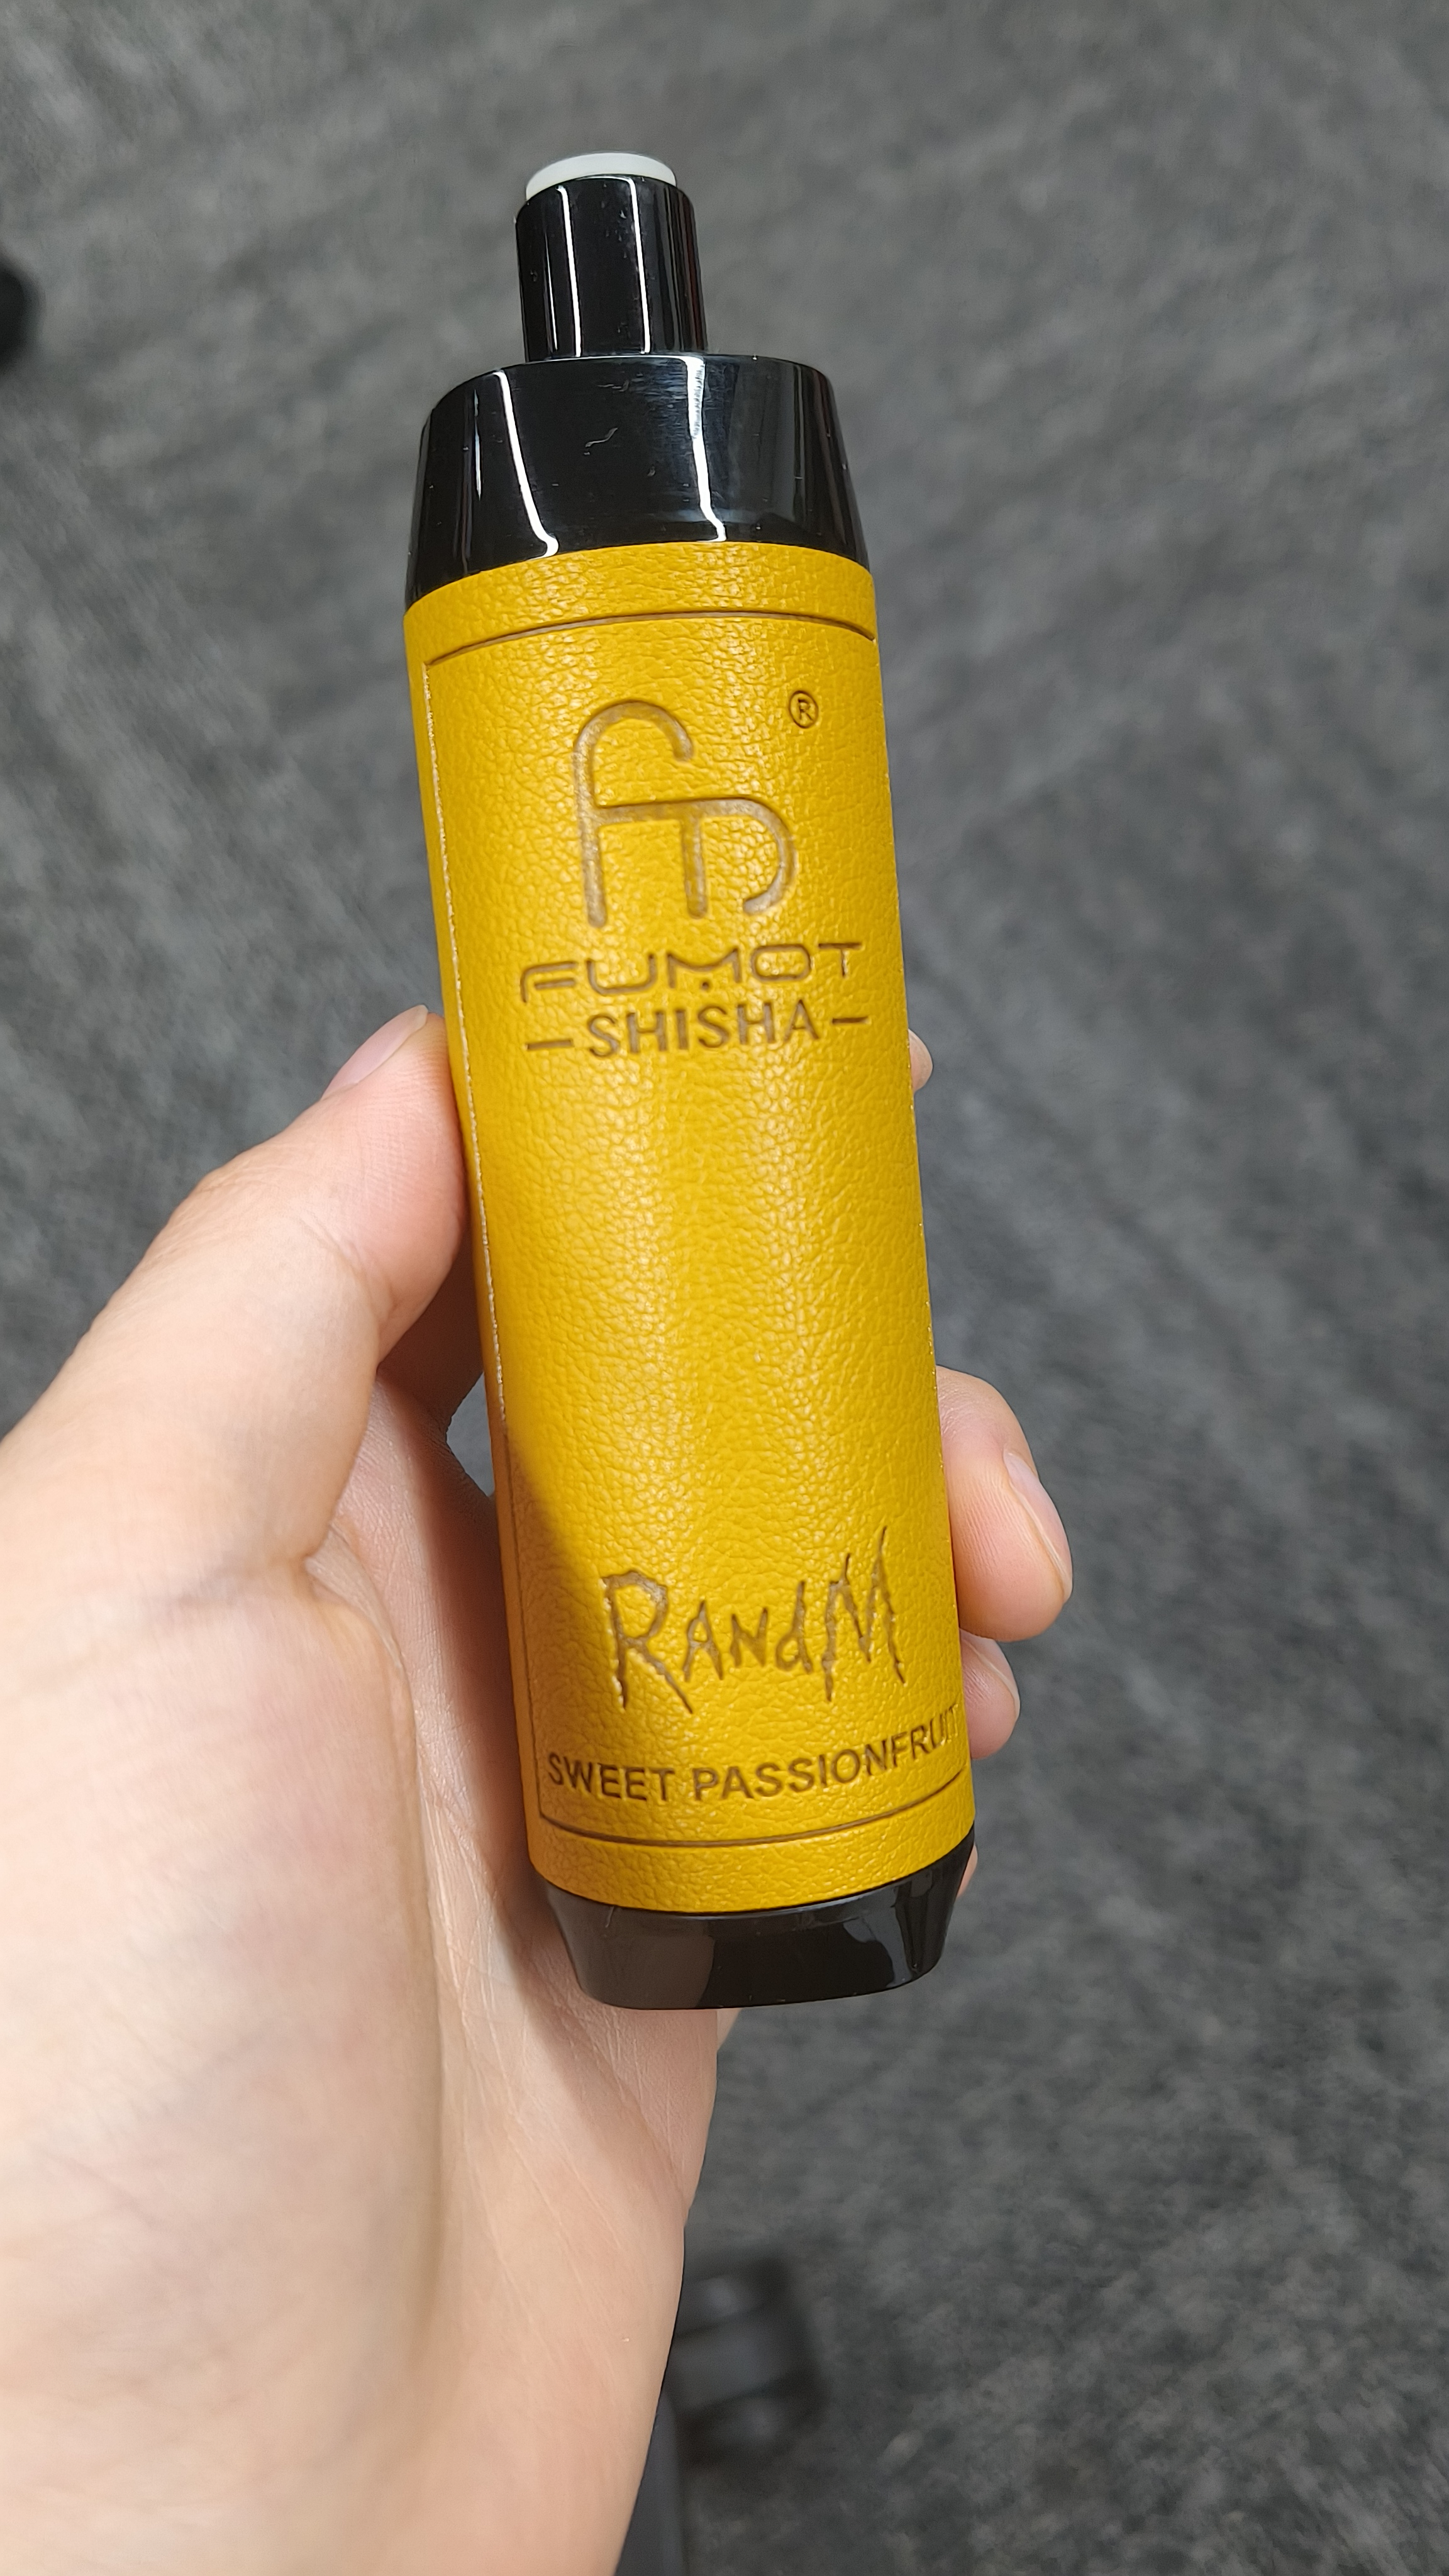 ®
FUMOT
-SHISHA-
RandM
SWEET PASSIONFRUIT